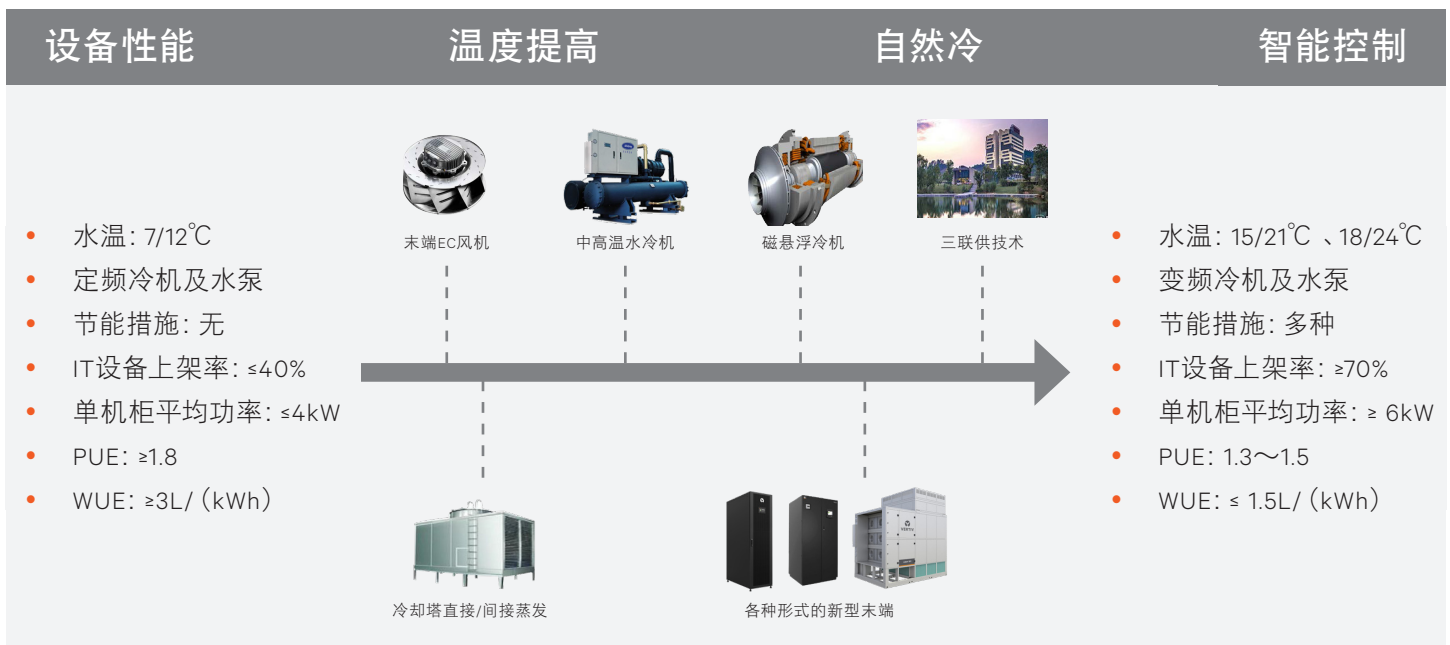 设备性能
温度提高
自然冷
智能控制
末端EC风机
中高温水冷机
磁悬浮冷机
三联供技术
• 水温: 7/12℃
• 定频冷机及水泵
• 节能措施: 无
• IT设备上架率: ≤40%
• 单机柜平均功率: ≤4kW
• PUE: ≥1.8
• WUE: ≥3L/（kWh）
• 水温: 15/21℃ 、18/24℃
• 变频冷机及水泵
• 节能措施: 多种
• IT设备上架率: ≥70%
• 单机柜平均功率: ≥ 6kW
• PUE: 1.3～1.5
• WUE: ≤ 1.5L/（kWh）
冷却塔直接/间接蒸发
各种形式的新型末端
VERTIV